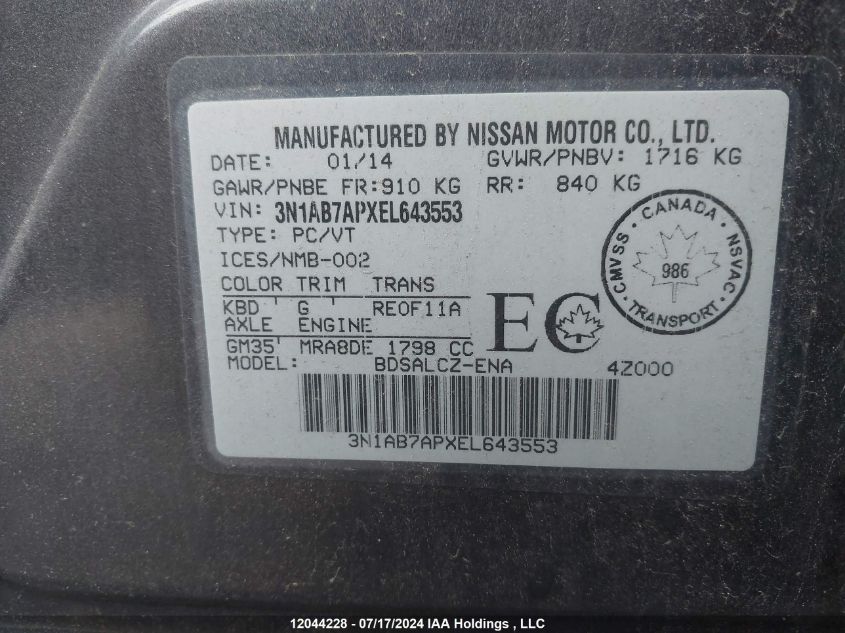 MANUFACTURED BY NISSAN MOTOR CO., LTD.
DATE: 01/14 GVWR/PNBV: 1716 KG
GAWR/PNBE FR:910 KG RR: 840 KG
VIN: 3N1AB7APXEL643553
TYPE: PC/VT
ICES/NMB-002
COLOR TRIM TRANS
KBD ' G ' RE0F11A
AXLE ENGINE
GM35' MRA8DE 1798 CC
MODEL: BDSALCZ-ENA 4Z000
EC
CANADA
CMVSS · NSVAC
986
TRANSPORT
3N1AB7APXEL643553
12044228 - 07/17/2024 IAA Holdings , LLC